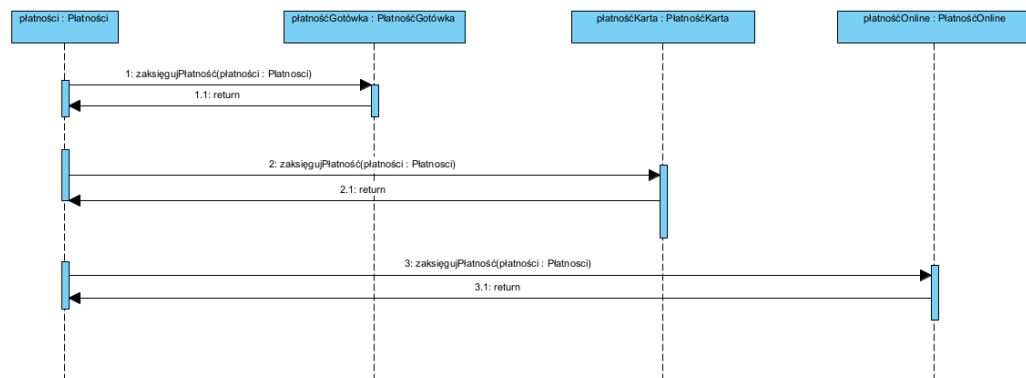 płatności : Płatności
płatnośćGotówka : PłatnośćGotówka
płatnośćKarta : PłatnośćKarta
płatnośćOnline : PłatnośćOnline
1: zaksięgujPłatność(płatności : Płatnosci)
1.1: return
2: zaksięgujPłatność(płatności : Płatnosci)
2.1: return
3: zaksięgujPłatność(płatności : Płatnosci)
3.1: return